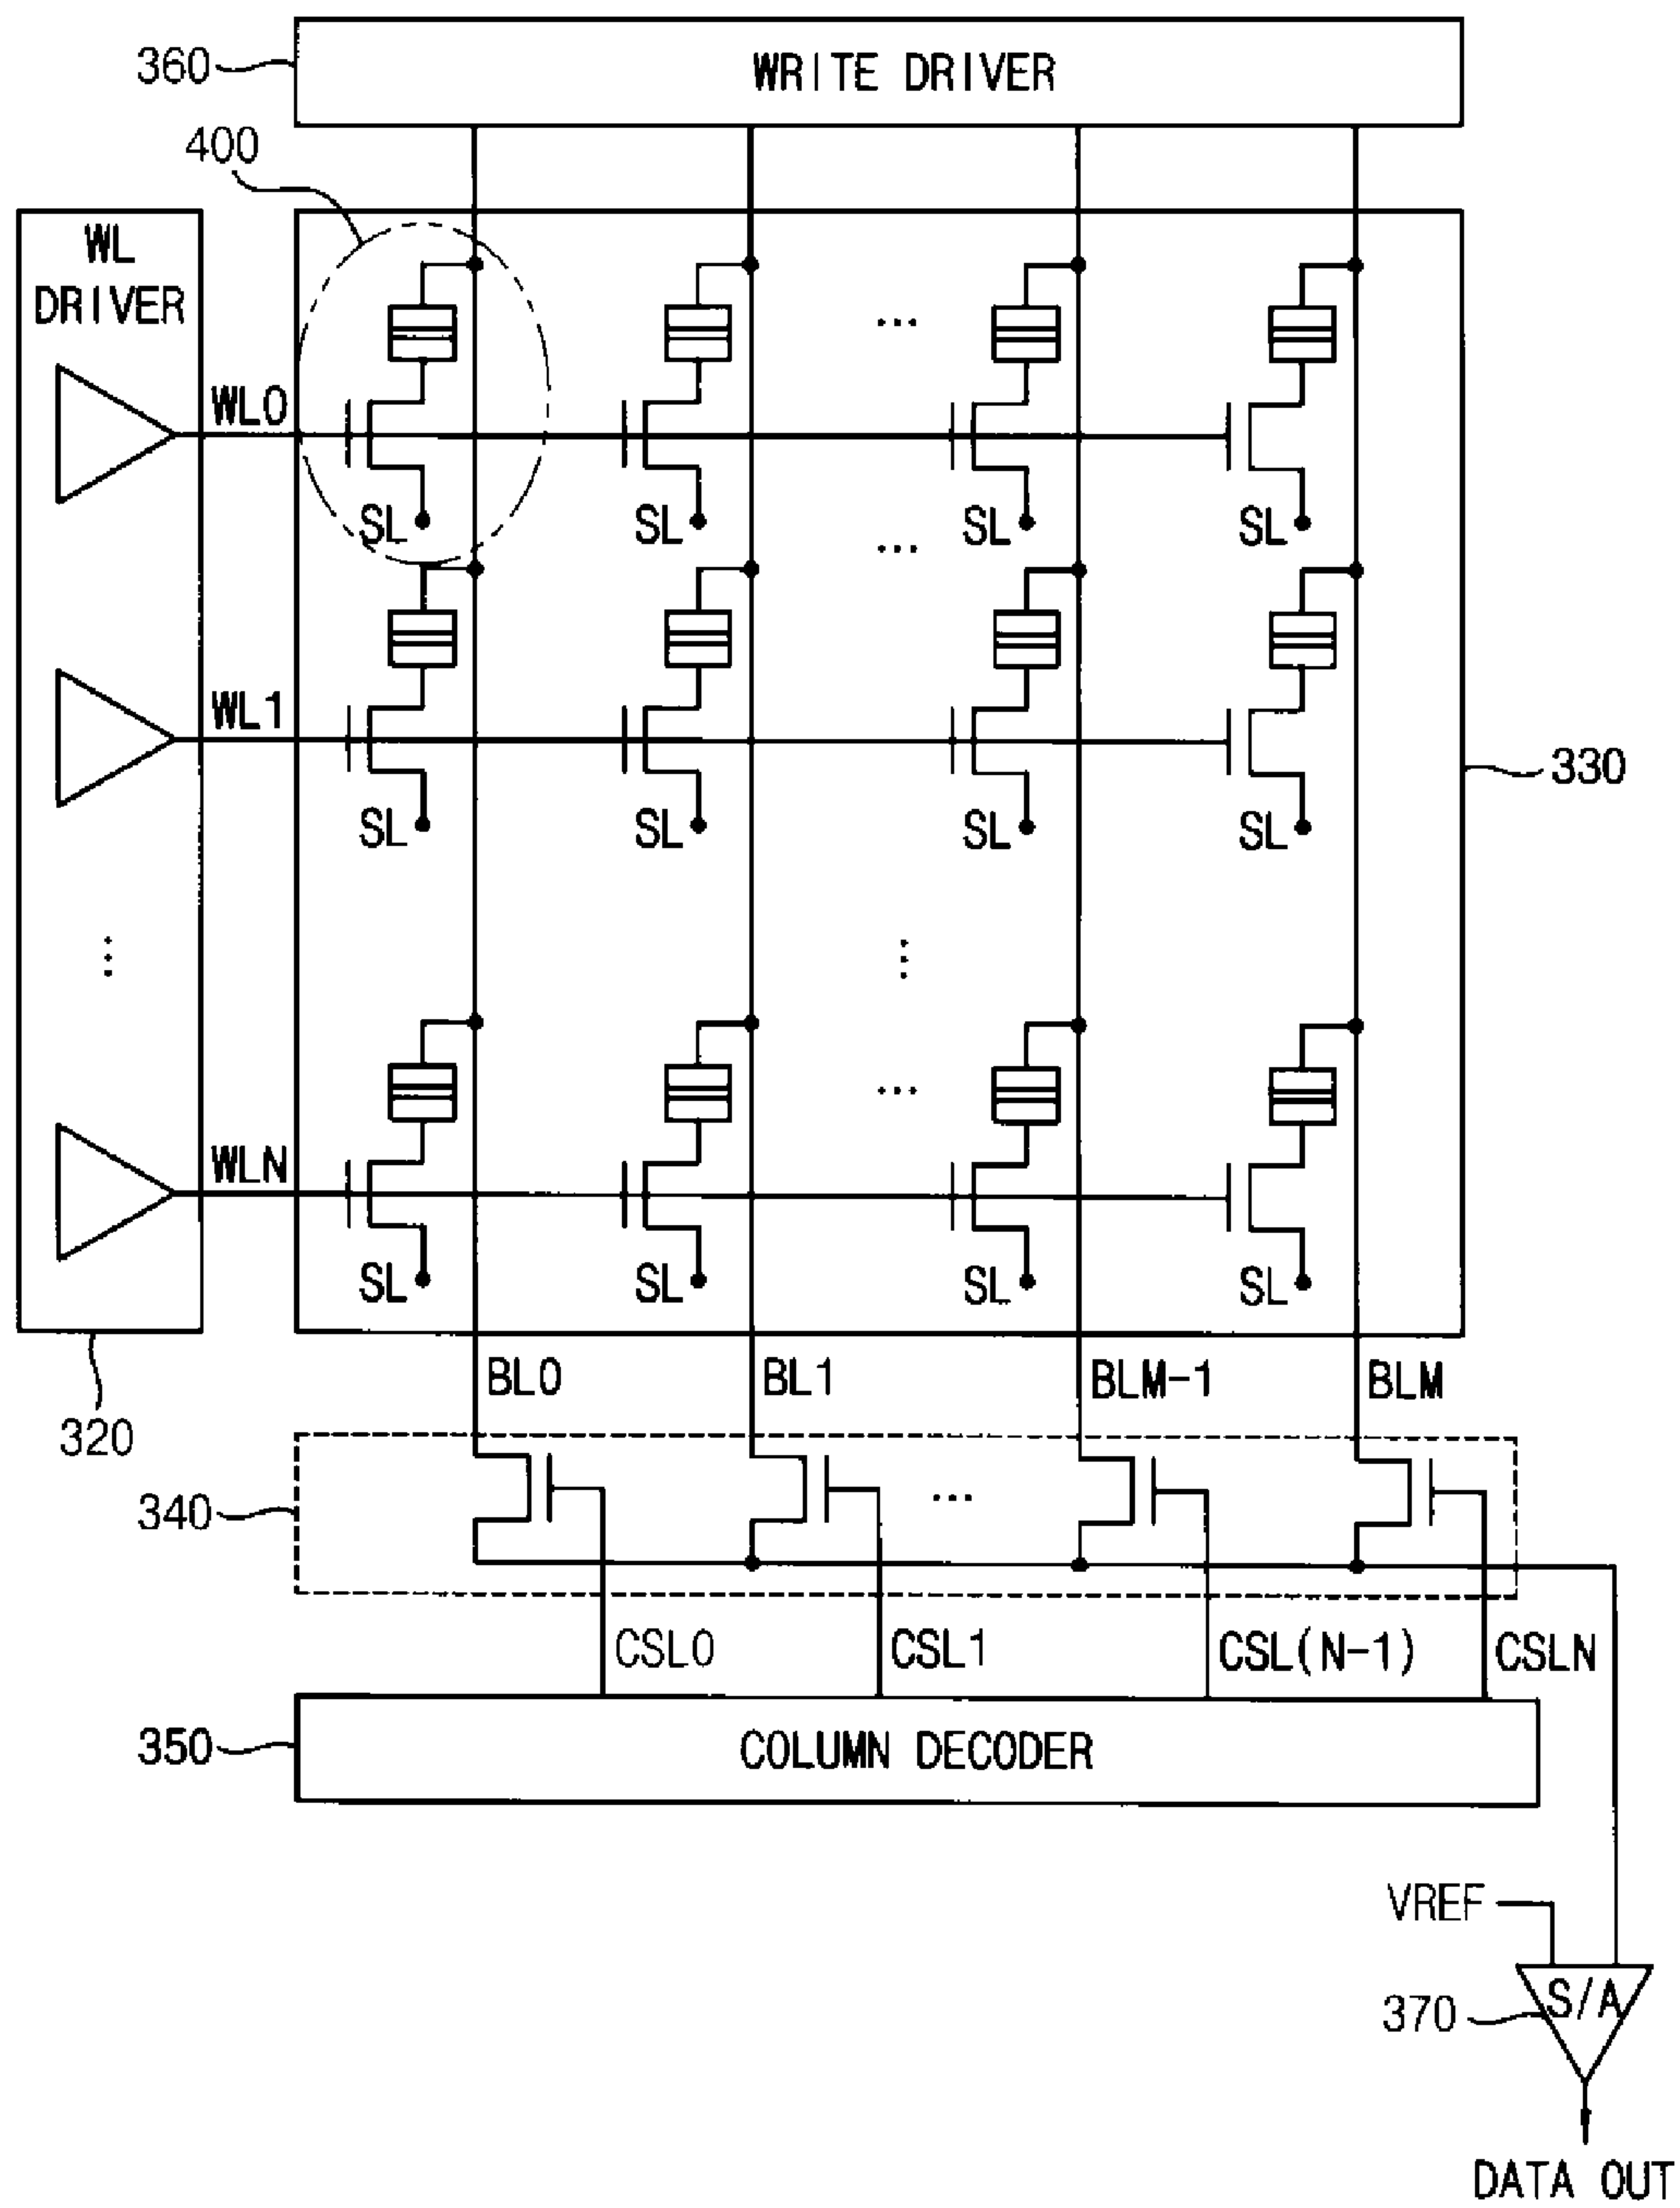 360
WRITE DRIVER
400
WL
DRIVER
...
WL0
SL SL SL SL
...
WL1
330
SL SL SL SL
...
...
...
WLN
SL SL SL SL
BL0 BL1 BLM-1 BLM
320
340
...
CSL0 CSL1 CSL(N-1) CSLN
350
COLUMN DECODER
VREF
370
S/A
DATA OUT